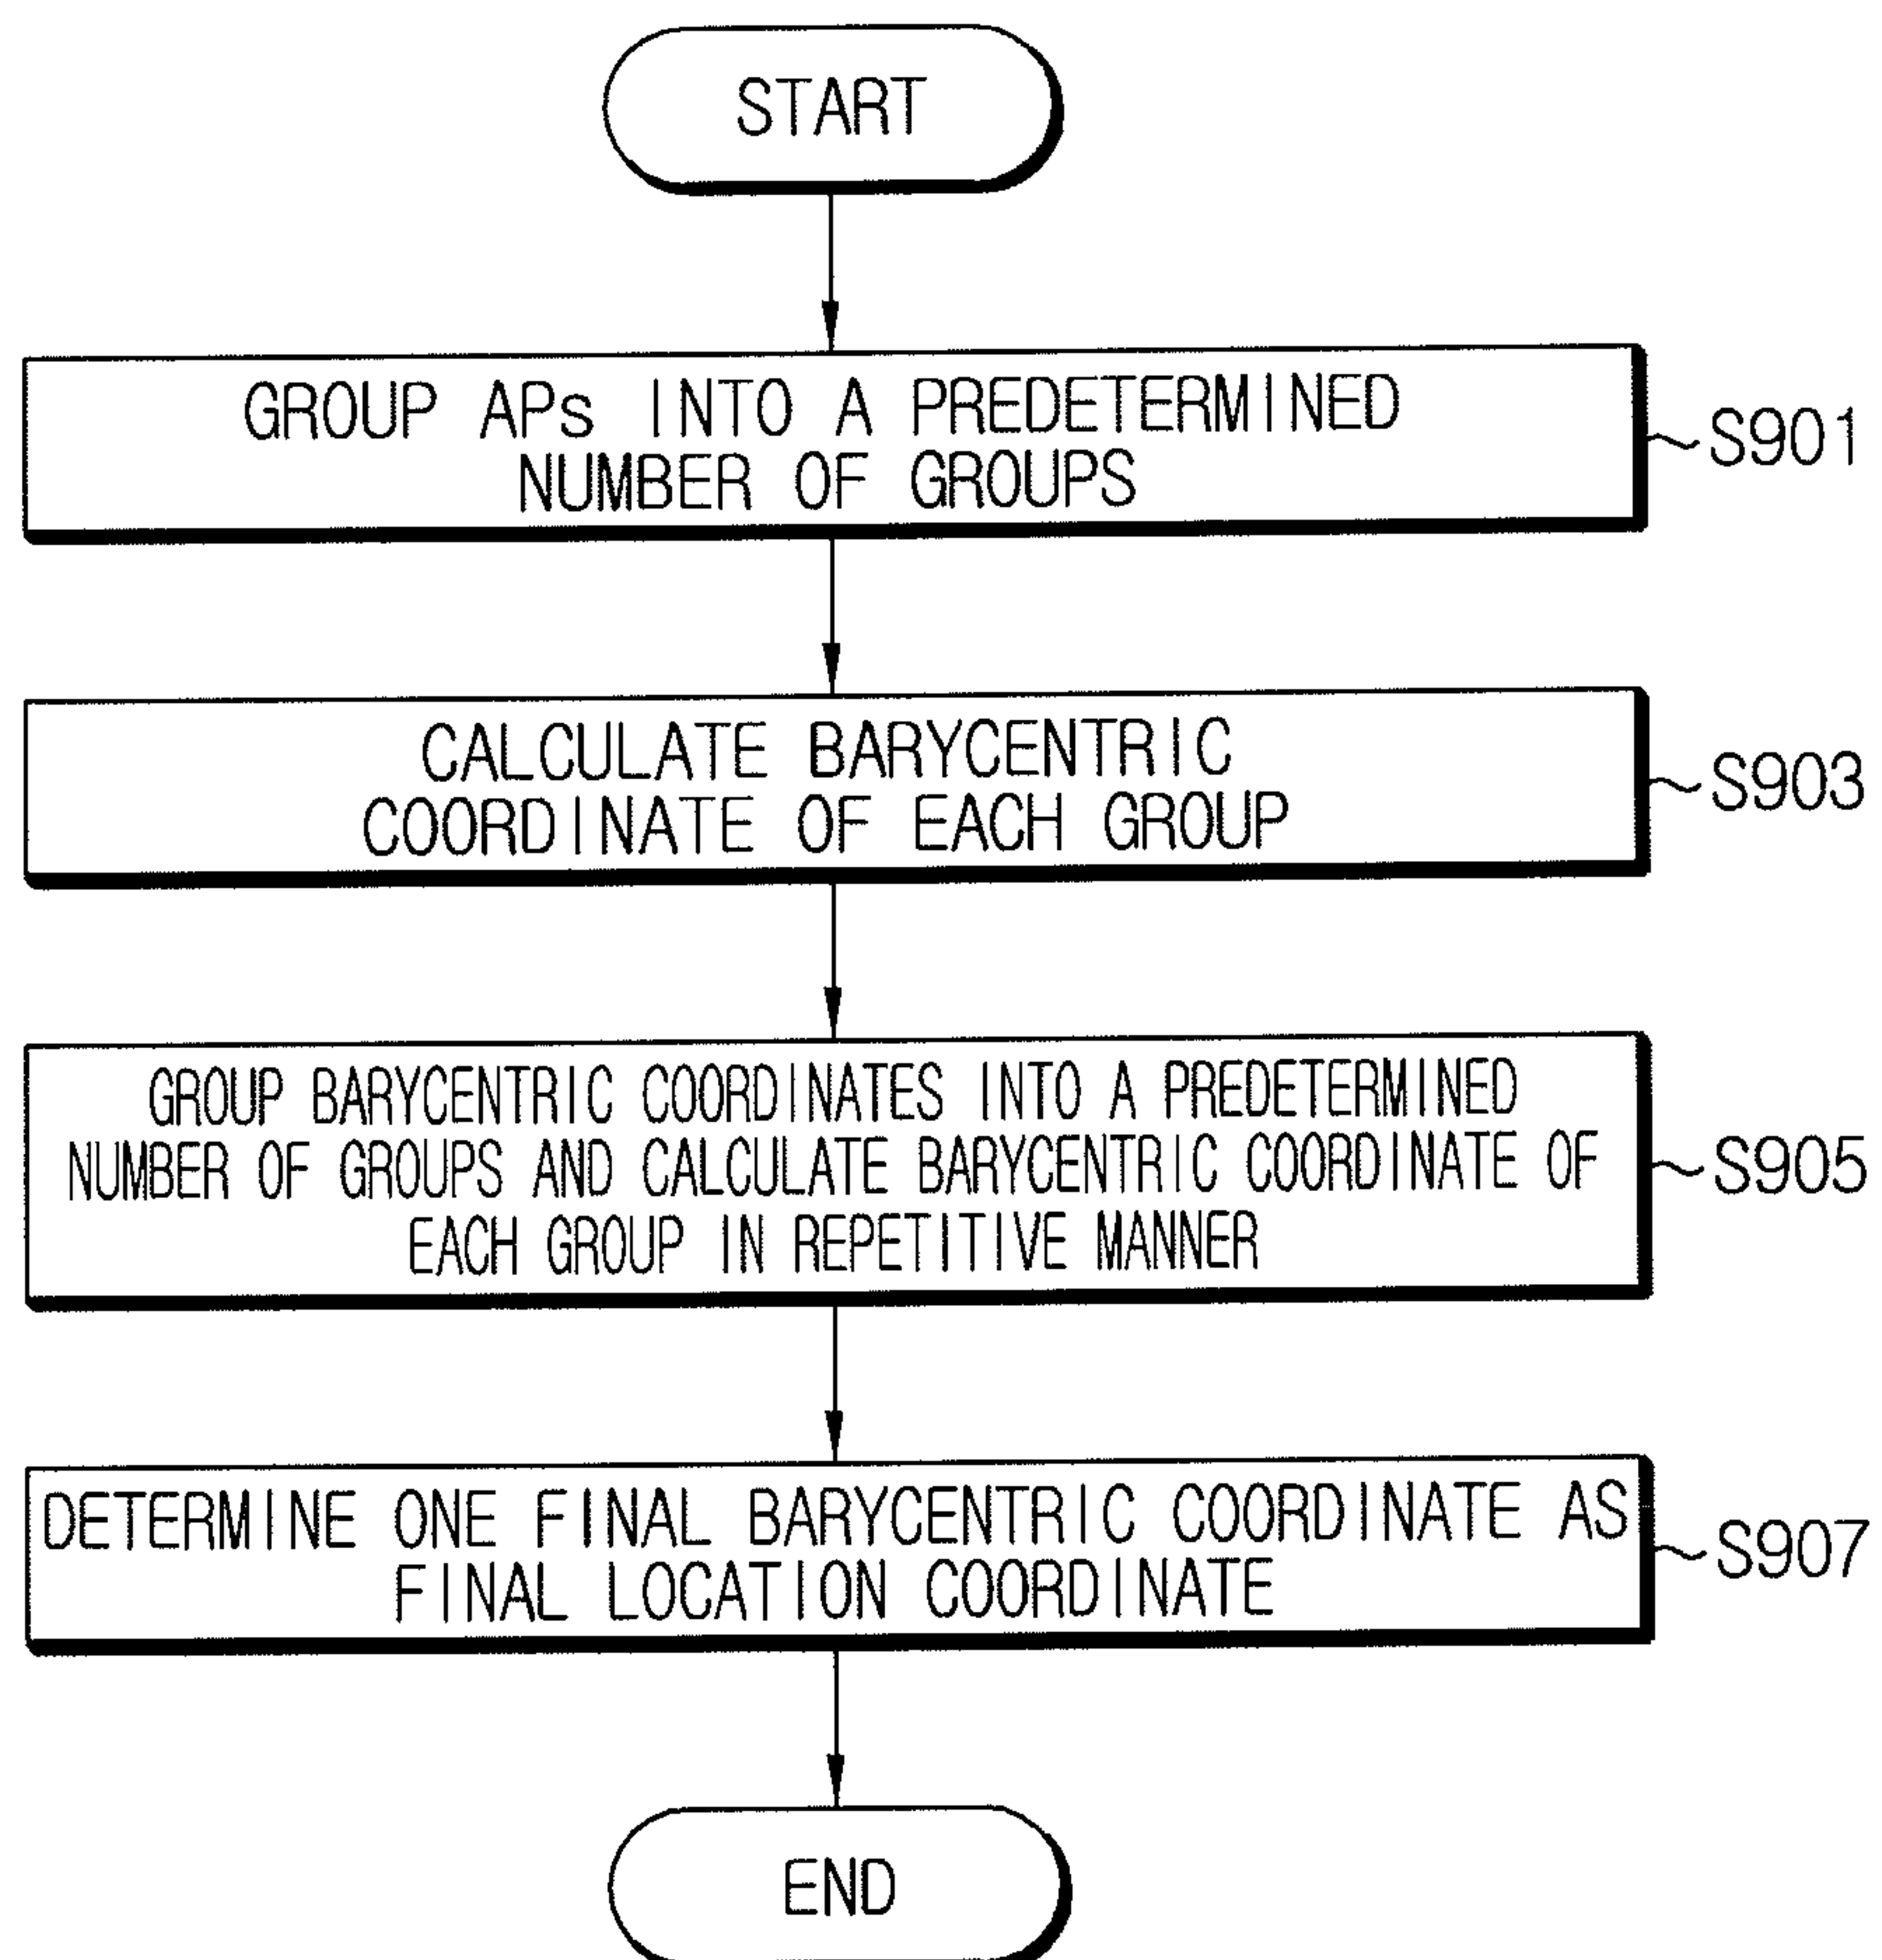 START
GROUP APs INTO A PREDETERMINED
NUMBER OF GROUPS
S901
CALCULATE BARYCENTRIC
COORDINATE OF EACH GROUP
S903
GROUP BARYCENTRIC COORDINATES INTO A PREDETERMINED
NUMBER OF GROUPS AND CALCULATE BARYCENTRIC COORDINATE OF
EACH GROUP IN REPETITIVE MANNER
S905
DETERMINE ONE FINAL BARYCENTRIC COORDINATE AS
FINAL LOCATION COORDINATE
S907
END